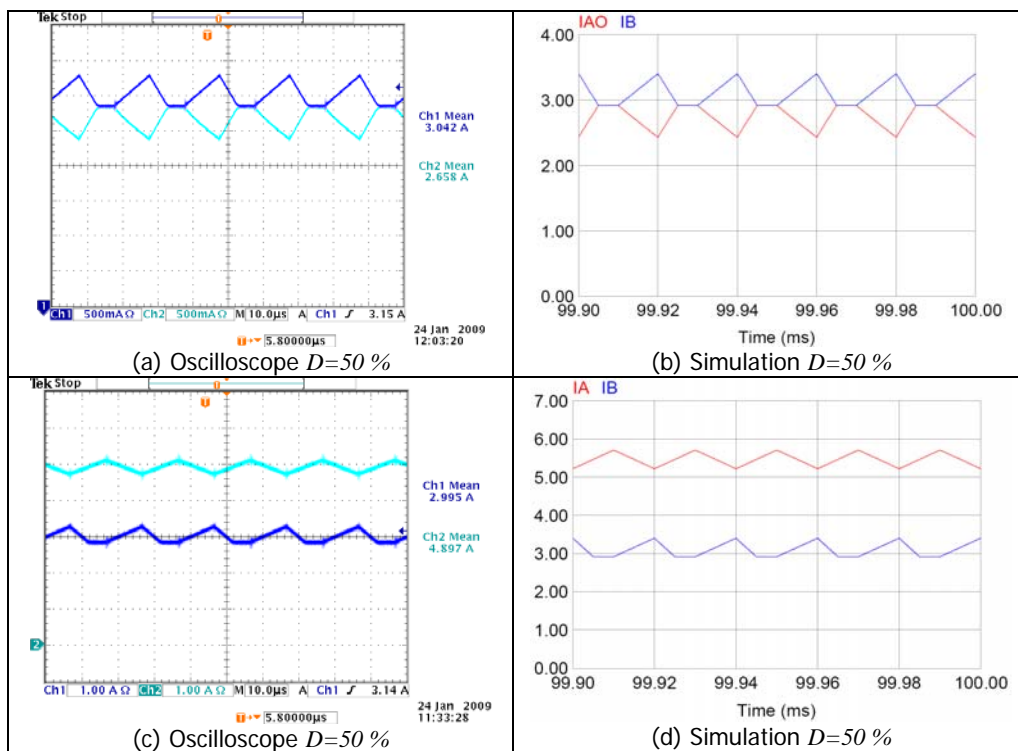 Tek Stop
T
Ch1 Mean
3.042 A
Ch2 Mean
2.658 A
1
Ch1 500mAΩ Ch2 500mAΩ M 10.0µs A Ch1 ∫ 3.15 A
T→▼ 5.80000µs
24 Jan 2009
12:03:20
(a) Oscilloscope D=50 %
IAO IB
4.00
3.00
2.00
1.00
0.00
99.90 99.92 99.94 99.96 99.98 100.00
Time (ms)
(b) Simulation D=50 %
Tek Stop
T
Ch1 Mean
2.995 A
Ch2 Mean
4.897 A
2
Ch1 1.00 A Ω Ch2 1.00 A Ω M 10.0µs A Ch1 ∫ 3.14 A
T→▼ 5.80000µs
24 Jan 2009
11:33:28
(c) Oscilloscope D=50 %
IA IB
7.00
6.00
5.00
4.00
3.00
2.00
1.00
0.00
99.90 99.92 99.94 99.96 99.98 100.00
Time (ms)
(d) Simulation D=50 %